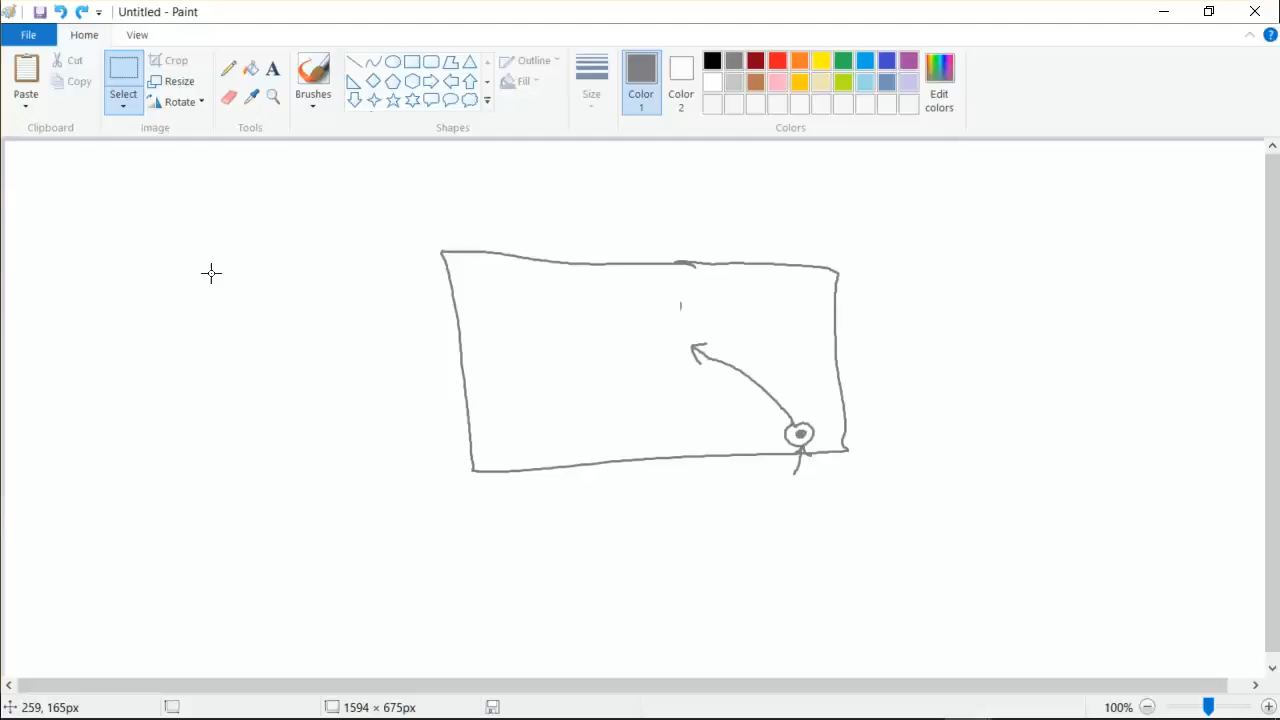 Untitled - Paint
File Home View
Paste
Cut
Copy
Clipboard
Select
Crop
Resize
Rotate
Image
A
Tools
Brushes
Outline
Fill
Shapes
Size
Color 1
Color 2
Edit colors
Colors
259, 165px
1594 × 675px
100%